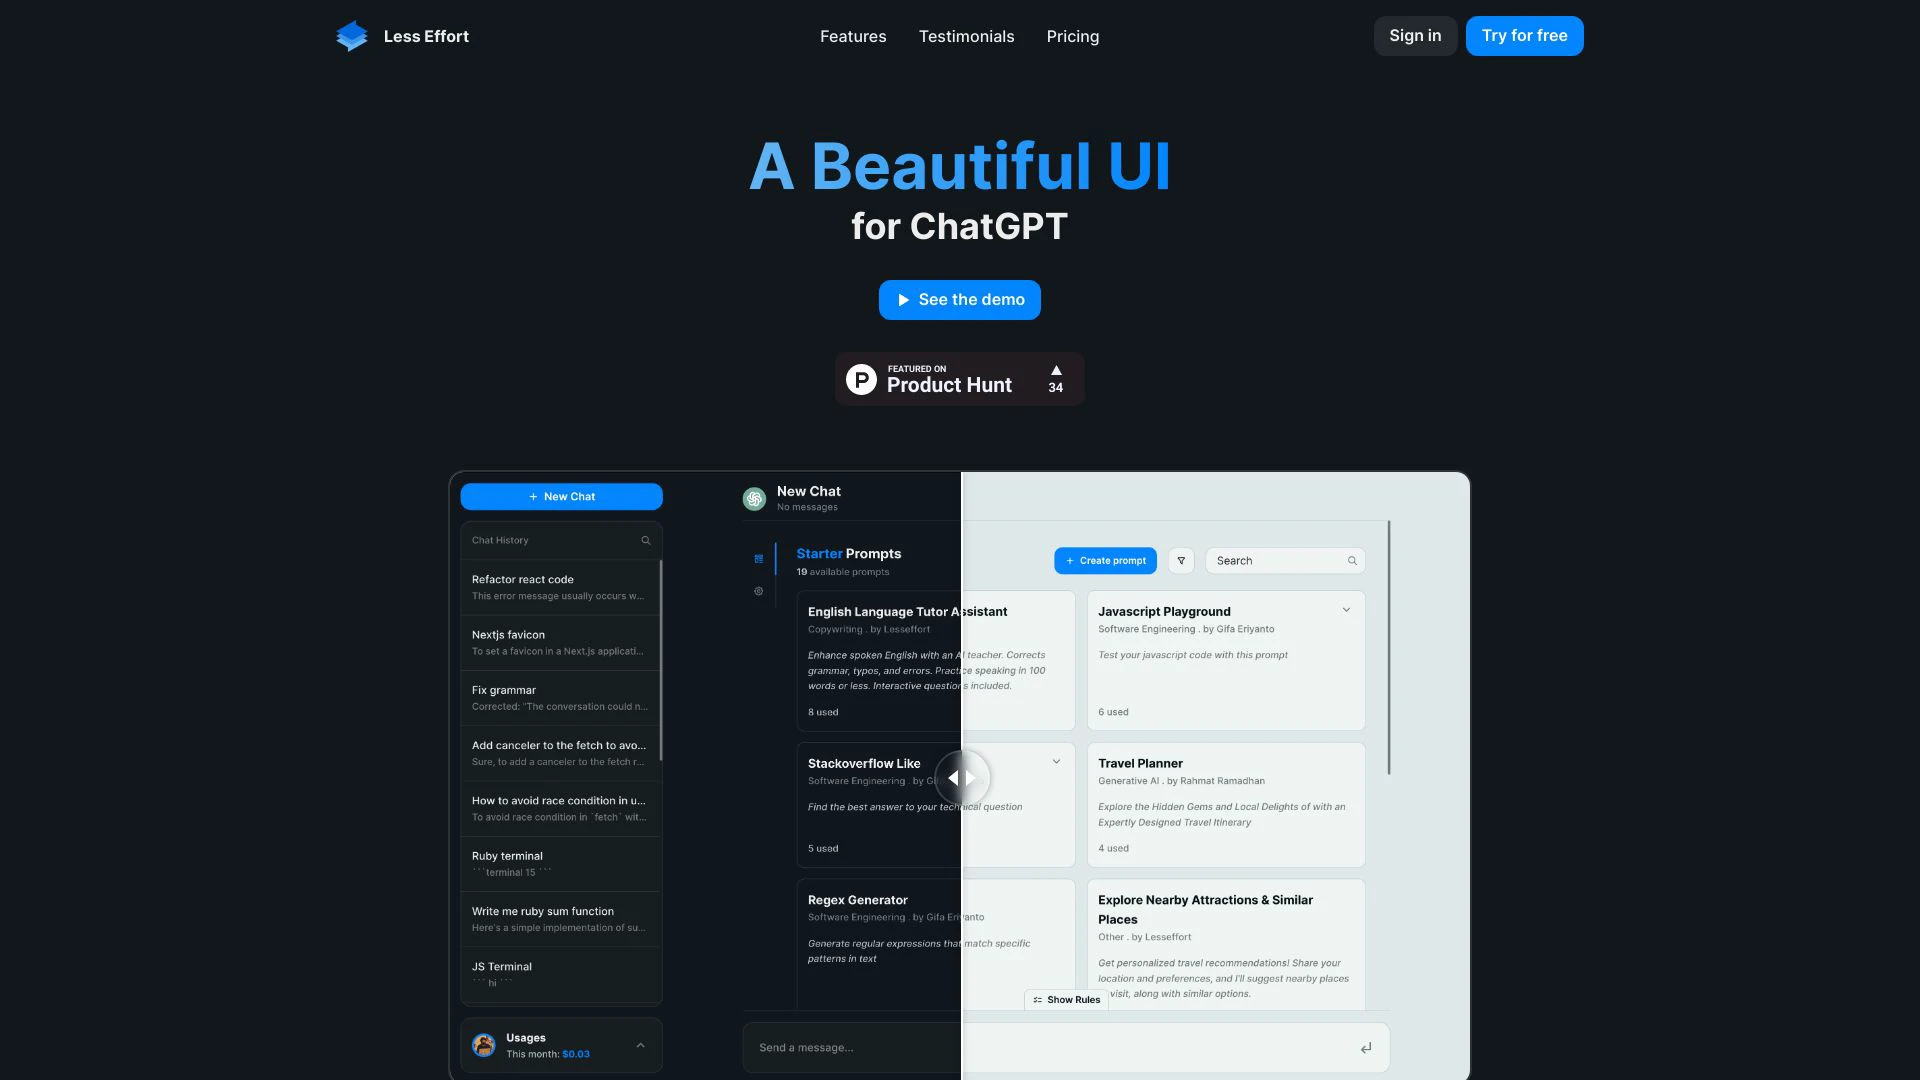 Less Effort
Features
Testimonials
Pricing
Sign in
Try for free
A Beautiful UI
for ChatGPT
See the demo
FEATURED ON
Product Hunt
34
+ New Chat
Chat History
Refactor react code
This error message usually occurs w...
Nextjs favicon
To set a favicon in a Next.js applicati...
Fix grammar
Corrected: "The conversation could n...
Add canceler to the fetch to avo...
Sure, to add a canceler to the fetch r...
How to avoid race condition in u...
To avoid race condition in `fetch` wit...
Ruby terminal
```terminal 15 ```
Write me ruby sum function
Here's a simple implementation of su...
JS Terminal
``` hi ```
Usages
This month: $0.03
New Chat
No messages
Starter Prompts
19 available prompts
+ Create prompt
Search
English Language Tutor Assistant
Copywriting . by Lesseffort
Enhance spoken English with an AI teacher. Corrects
grammar, typos, and errors. Practice speaking in 100
words or less. Interactive questions included.
8 used
Javascript Playground
Software Engineering . by Gifa Eriyanto
Test your javascript code with this prompt
6 used
Stackoverflow Like
Software Engineering . by
Find the best answer to your technical question
5 used
Travel Planner
Generative AI . by Rahmat Ramadhan
Explore the Hidden Gems and Local Delights of with an
Expertly Designed Travel Itinerary
4 used
Regex Generator
Software Engineering . by Gifa Eriyanto
Generate regular expressions that match specific
patterns in text
Explore Nearby Attractions & Similar
Places
Other . by Lesseffort
Get personalized travel recommendations! Share your
location and preferences, and I'll suggest nearby places
visit, along with similar options.
Show Rules
Send a message...